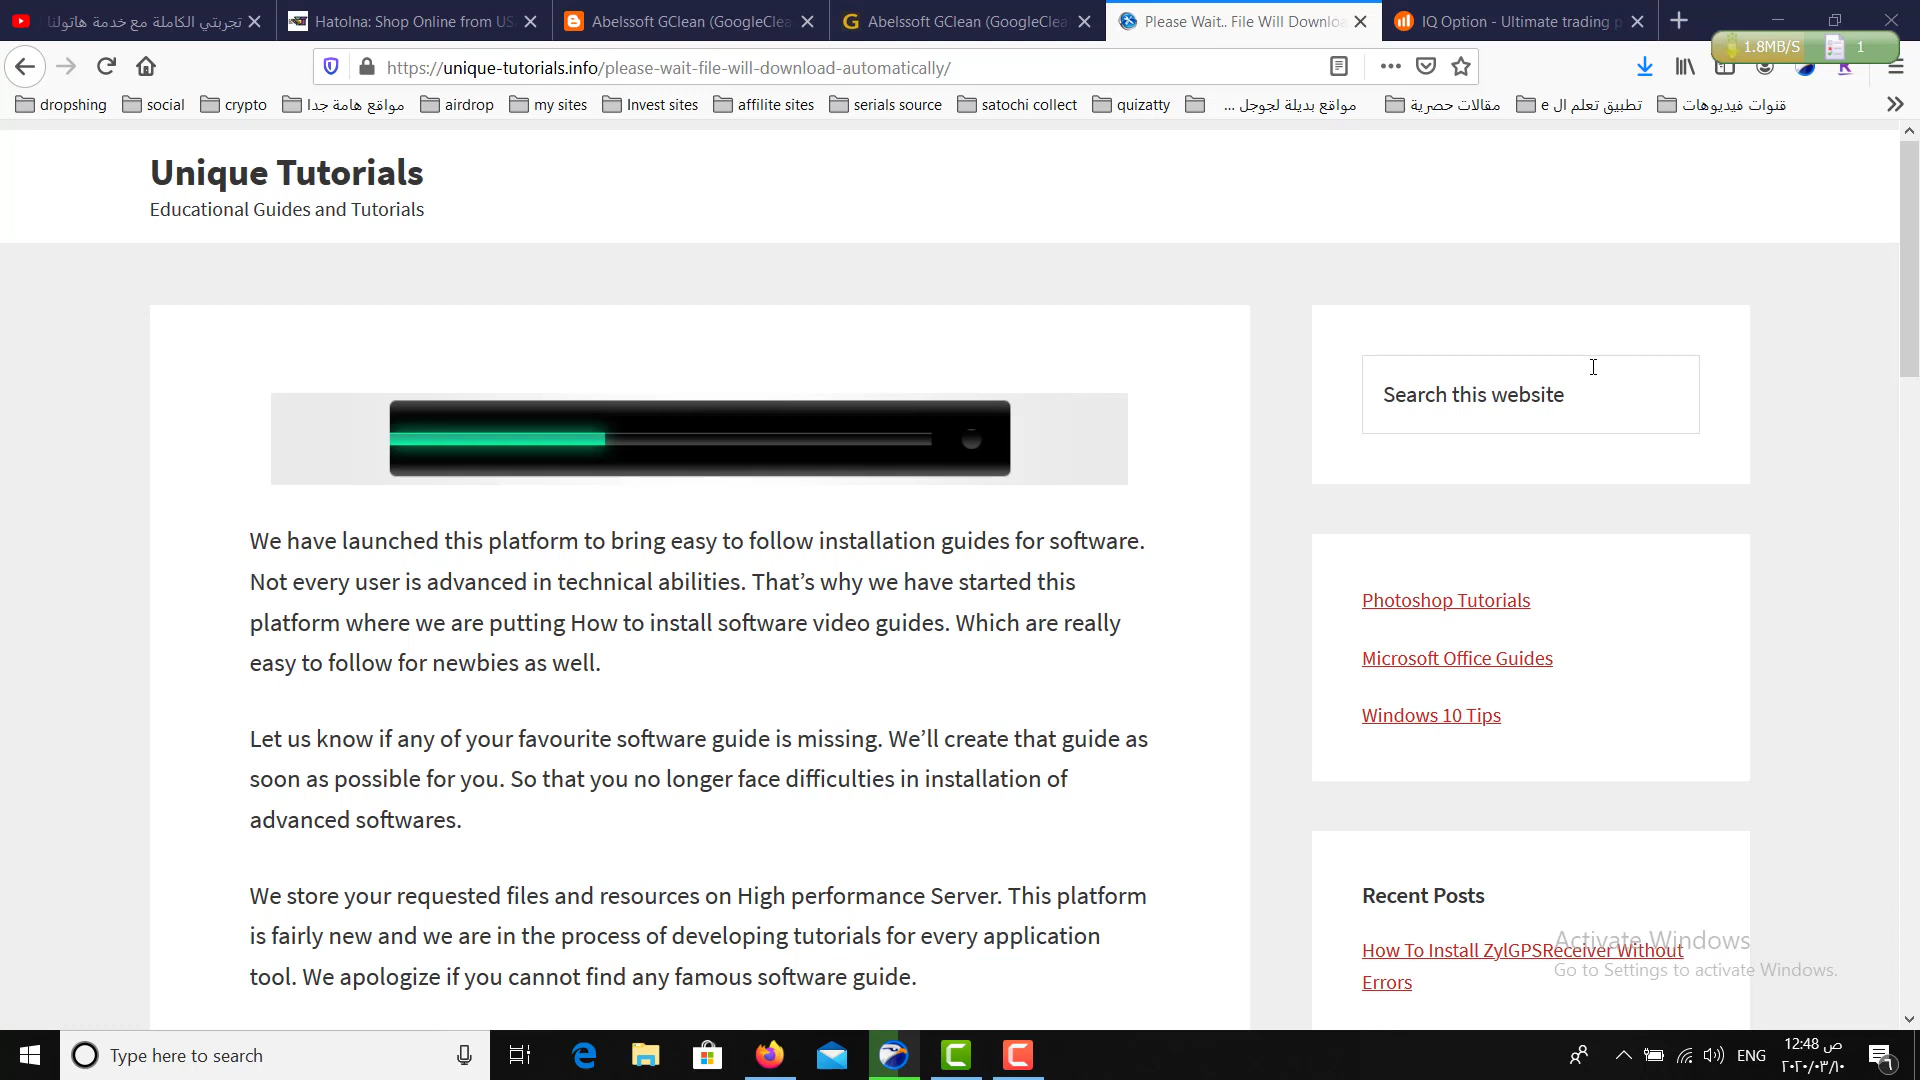 تجربتي الكاملة مع خدمة هاتولنا
Hatolna: Shop Online from US
Abelssoft GClean (GoogleClea
Abelssoft GClean (GoogleClea
Please Wait.. File Will Downloa
IQ Option - Ultimate trading p
1.8MB/S 1
https://unique-tutorials.info/please-wait-file-will-download-automatically/
dropshing
social
crypto
مواقع هامة جدا
airdrop
my sites
Invest sites
affilite sites
serials source
satochi collect
quizatty
مواقع بديلة لجوجل ...
مقالات حصرية
تطبيق تعلم ال e
قنوات فيديوهات
Unique Tutorials
Educational Guides and Tutorials
We have launched this platform to bring easy to follow installation guides for software.
Not every user is advanced in technical abilities. That’s why we have started this
platform where we are putting How to install software video guides. Which are really
easy to follow for newbies as well.
Let us know if any of your favourite software guide is missing. We’ll create that guide as
soon as possible for you. So that you no longer face difficulties in installation of
advanced softwares.
We store your requested files and resources on High performance Server. This platform
is fairly new and we are in the process of developing tutorials for every application
tool. We apologize if you cannot find any famous software guide.
Search this website
Photoshop Tutorials
Microsoft Office Guides
Windows 10 Tips
Recent Posts
How To Install ZylGPSReceiver Without
Errors
Activate Windows
Go to Settings to activate Windows.
Type here to search
ENG
12:48 ص
٢٠٢٠/٠٣/١٠
٦